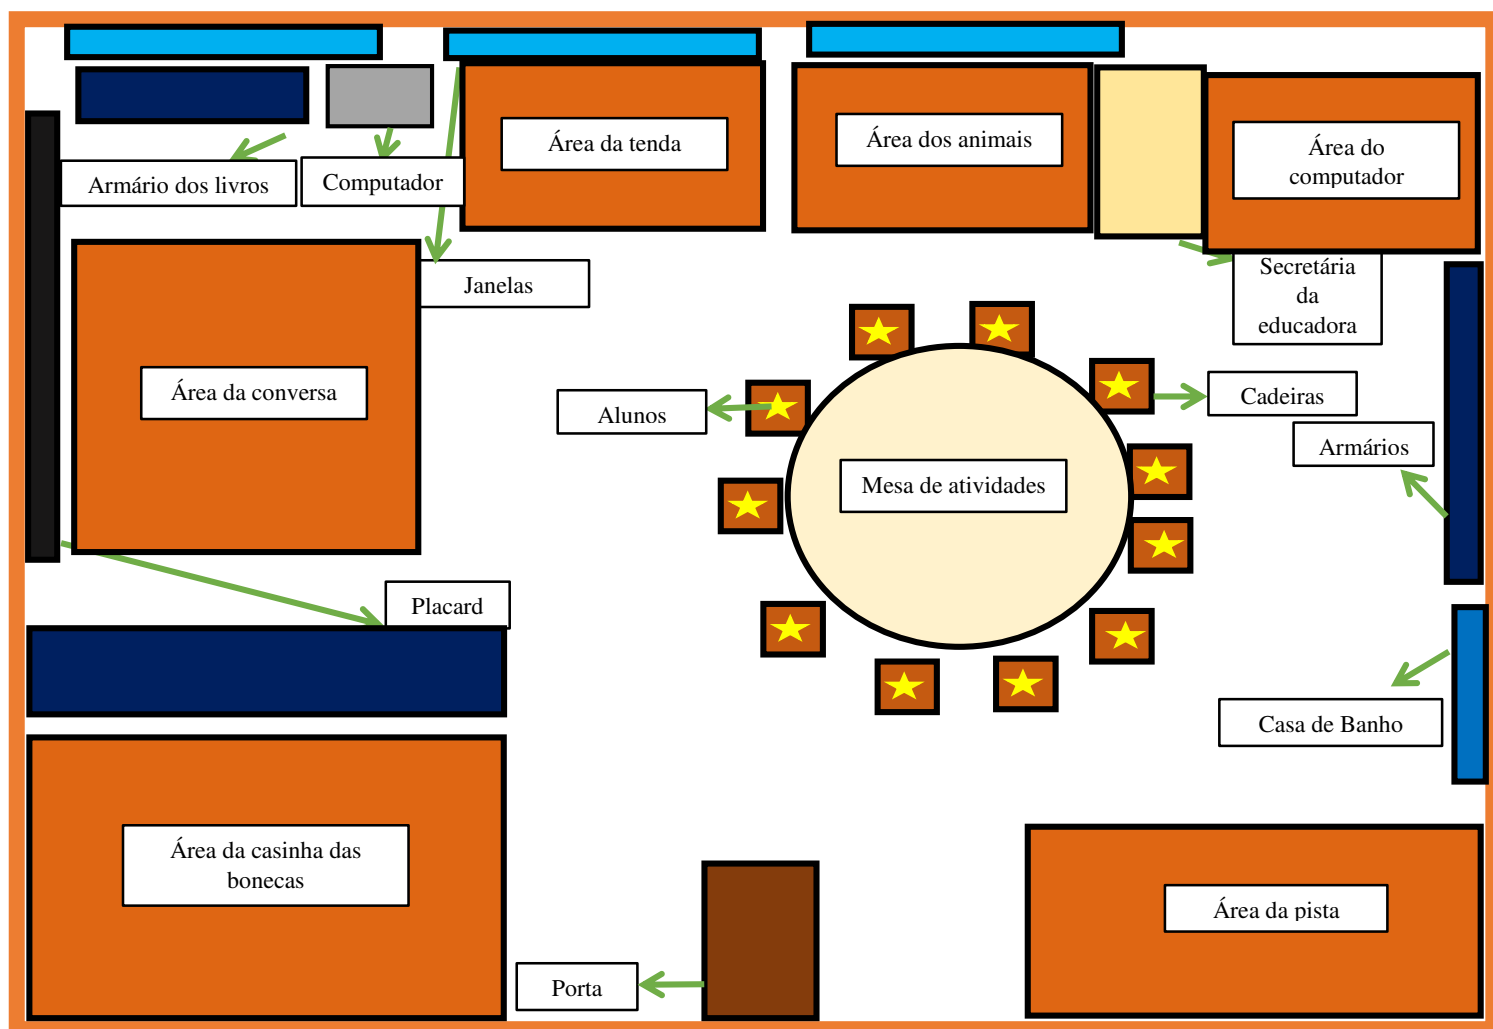 Área da tenda
Área dos animais
Área do
computador
Armário dos livros
Computador
Janelas
Secretária
da
educadora
Área da conversa
Alunos
Cadeiras
Armários
Mesa de atividades
Placard
Casa de Banho
Área da casinha das
bonecas
Área da pista
Porta